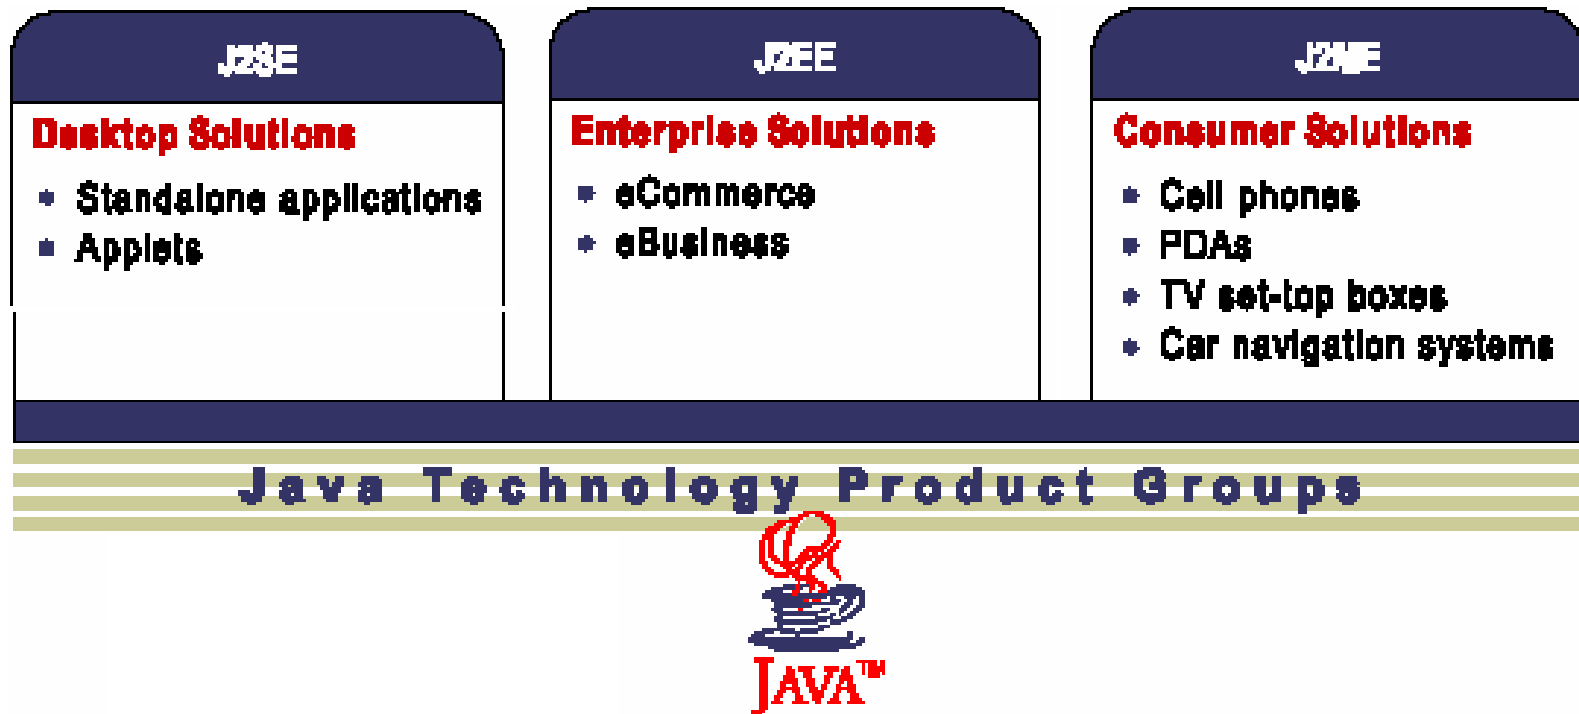 J2SE
Desktop Solutions
Standalone applications
Applets
J2EE
Enterprise Solutions
eCommerce
eBusiness
J2ME
Consumer Solutions
Cell phones
PDAs
TV set-top boxes
Car navigation systems
Java Technology Product Groups
JAVA™